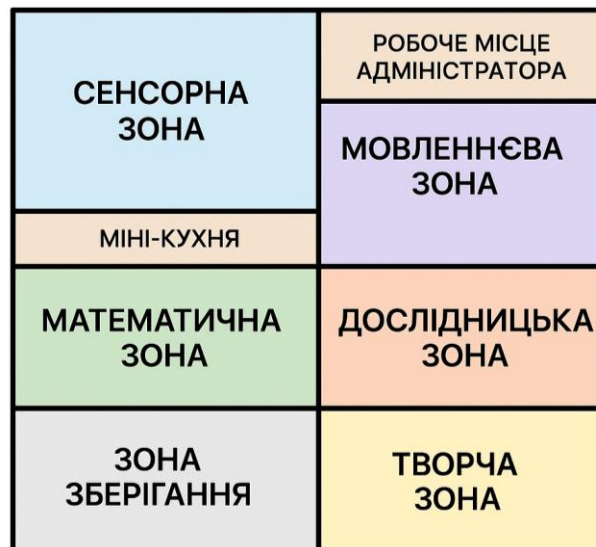 СЕНСОРНА
ЗОНА
РОБОЧЕ МІСЦЕ
АДМІНІСТРАТОРА
МОВЛЕННЄВА
ЗОНА
МІНІ-КУХНЯ
МАТЕМАТИЧНА
ЗОНА
ДОСЛІДНИЦЬКА
ЗОНА
ЗОНА
ЗБЕРІГАННЯ
ТВОРЧА
ЗОНА